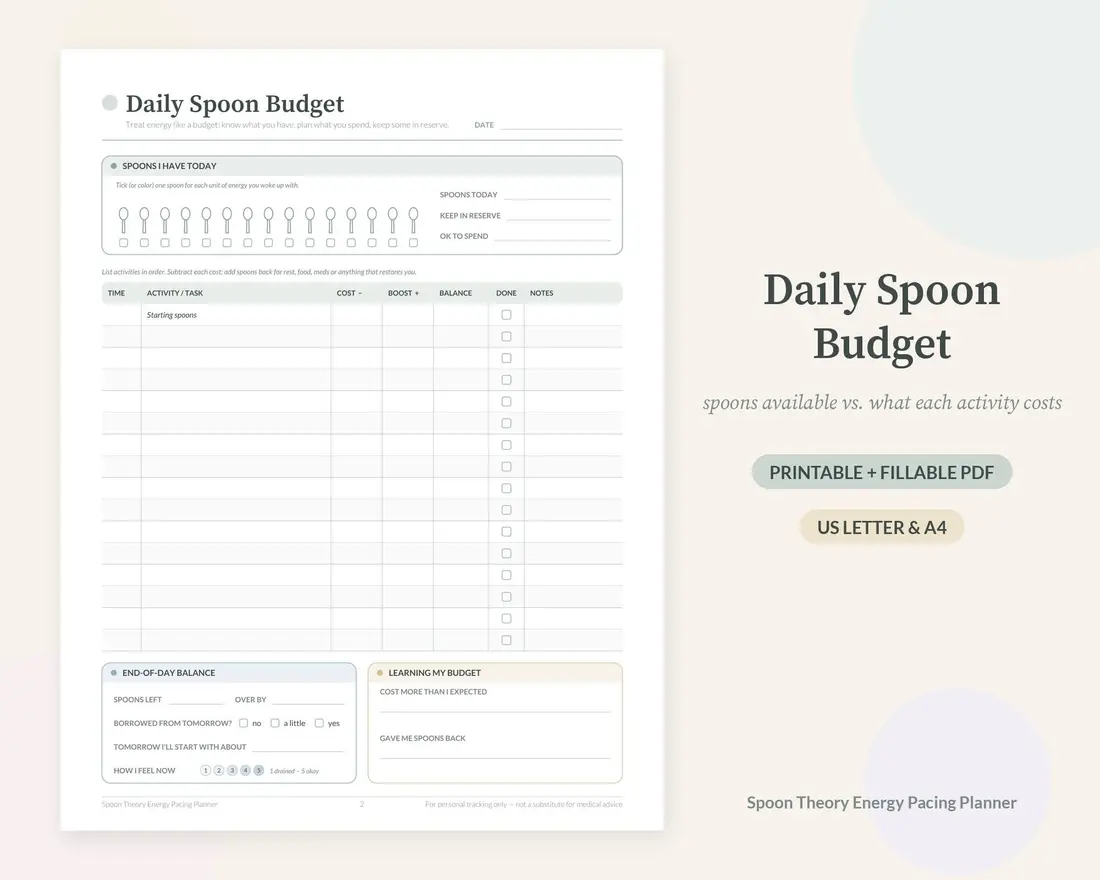 Daily Spoon Budget
Treat energy like a budget: know what you have, plan what you spend, keep some in reserve.
DATE
SPOONS I HAVE TODAY
Tick (or color) one spoon for each unit of energy you woke up with.
SPOONS TODAY
KEEP IN RESERVE
OK TO SPEND
List activities in order. Subtract each cost; add spoons back for rest, food, meds or anything that restores you.
TIME ACTIVITY / TASK COST − BOOST + BALANCE DONE NOTES
Starting spoons
END-OF-DAY BALANCE
SPOONS LEFT OVER BY
BORROWED FROM TOMORROW? no a little yes
TOMORROW I'LL START WITH ABOUT
HOW I FEEL NOW 1 2 3 4 5 1 drained – 5 okay
LEARNING MY BUDGET
COST MORE THAN I EXPECTED
GAVE ME SPOONS BACK
Spoon Theory Energy Pacing Planner 2 For personal tracking only — not a substitute for medical advice
Daily Spoon
Budget
spoons available vs. what each activity costs
PRINTABLE + FILLABLE PDF
US LETTER & A4
Spoon Theory Energy Pacing Planner